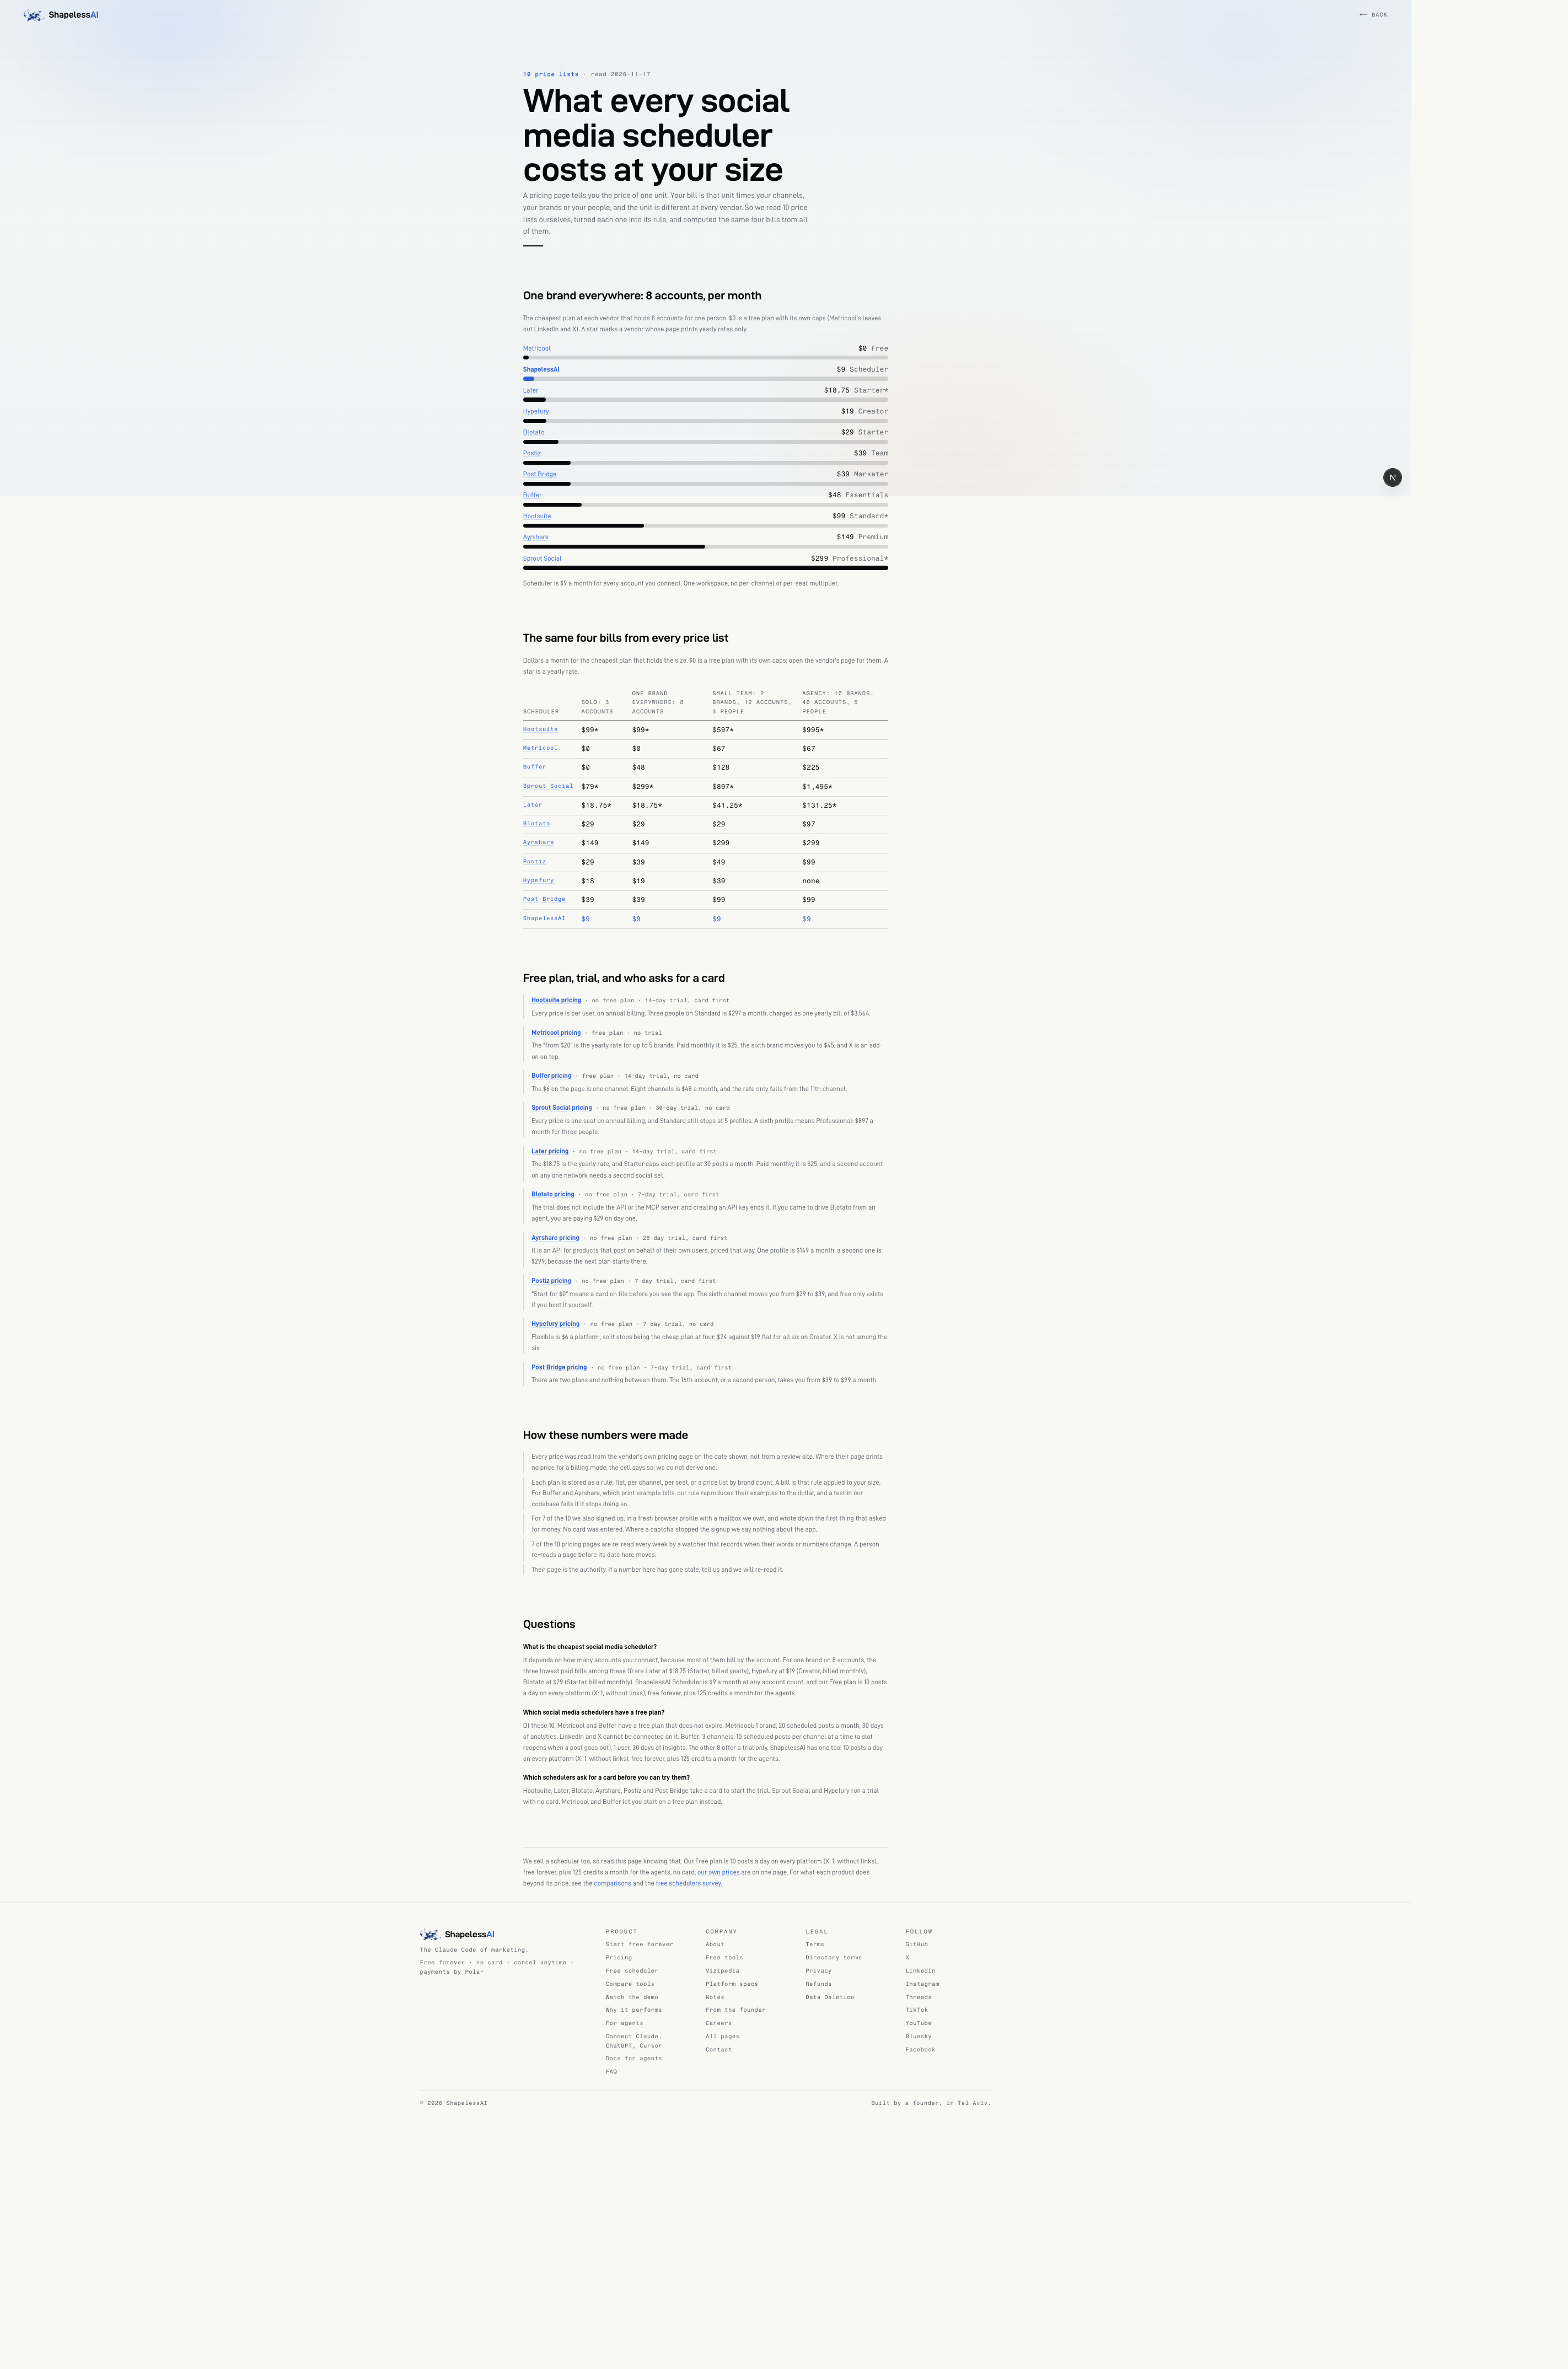 ShapelessAI
←— BACK
10 price lists · read 2026-11-17
What every social
media scheduler
costs at your size
A pricing page tells you the price of one unit. Your bill is that unit times your channels,
your brands or your people, and the unit is different at every vendor. So we read 10 price
lists ourselves, turned each one into its rule, and computed the same four bills from all
of them.
One brand everywhere: 8 accounts, per month
The cheapest plan at each vendor that holds 8 accounts for one person. $0 is a free plan with its own caps (Metricool's leaves
out LinkedIn and X). A star marks a vendor whose page prints yearly rates only.
Metricool $0 Free
ShapelessAI $9 Scheduler
Later $18.75 Starter*
Hypefury $19 Creator
Blotato $29 Starter
Postiz $39 Team
Post Bridge $39 Marketer
N
Buffer $48 Essentials
Hootsuite $99 Standard*
Ayrshare $149 Premium
Sprout Social $299 Professional*
Scheduler is $9 a month for every account you connect. One workspace, no per-channel or per-seat multiplier.
The same four bills from every price list
Dollars a month for the cheapest plan that holds the size. $0 is a free plan with its own caps; open the vendor's page for them. A
star is a yearly rate.
SCHEDULER SOLO: 3 ACCOUNTS ONE BRAND EVERYWHERE: 8 ACCOUNTS SMALL TEAM: 2 BRANDS, 12 ACCOUNTS, 3 PEOPLE AGENCY: 10 BRANDS, 40 ACCOUNTS, 5 PEOPLE
Hootsuite $99* $99* $597* $995*
Metricool $0 $0 $67 $67
Buffer $0 $48 $128 $225
Sprout Social $79* $299* $897* $1,495*
Later $18.75* $18.75* $41.25* $131.25*
Blotato $29 $29 $29 $97
Ayrshare $149 $149 $299 $299
Postiz $29 $39 $49 $99
Hypefury $18 $19 $39 none
Post Bridge $39 $39 $99 $99
ShapelessAI $9 $9 $9 $9
Free plan, trial, and who asks for a card
Hootsuite pricing · no free plan · 14-day trial, card first
Every price is per user, on annual billing. Three people on Standard is $297 a month, charged as one yearly bill of $3,564.
Metricool pricing · free plan · no trial
The "from $20" is the yearly rate for up to 5 brands. Paid monthly it is $25, the sixth brand moves you to $45, and X is an add-
on on top.
Buffer pricing · free plan · 14-day trial, no card
The $6 on the page is one channel. Eight channels is $48 a month, and the rate only falls from the 11th channel.
Sprout Social pricing · no free plan · 30-day trial, no card
Every price is one seat on annual billing, and Standard still stops at 5 profiles. A sixth profile means Professional: $897 a
month for three people.
Later pricing · no free plan · 14-day trial, card first
The $18.75 is the yearly rate, and Starter caps each profile at 30 posts a month. Paid monthly it is $25, and a second account
on any one network needs a second social set.
Blotato pricing · no free plan · 7-day trial, card first
The trial does not include the API or the MCP server, and creating an API key ends it. If you came to drive Blotato from an
agent, you are paying $29 on day one.
Ayrshare pricing · no free plan · 28-day trial, card first
It is an API for products that post on behalf of their own users, priced that way. One profile is $149 a month; a second one is
$299, because the next plan starts there.
Postiz pricing · no free plan · 7-day trial, card first
"Start for $0" means a card on file before you see the app. The sixth channel moves you from $29 to $39, and free only exists
if you host it yourself.
Hypefury pricing · no free plan · 7-day trial, no card
Flexible is $6 a platform, so it stops being the cheap plan at four: $24 against $19 flat for all six on Creator. X is not among the
six.
Post Bridge pricing · no free plan · 7-day trial, card first
There are two plans and nothing between them. The 16th account, or a second person, takes you from $39 to $99 a month.
How these numbers were made
Every price was read from the vendor's own pricing page on the date shown, not from a review site. Where their page prints
no price for a billing mode, the cell says so; we do not derive one.
Each plan is stored as a rule: flat, per channel, per seat, or a price list by brand count. A bill is that rule applied to your size.
For Buffer and Ayrshare, which print example bills, our rule reproduces their examples to the dollar, and a test in our
codebase fails if it stops doing so.
For 7 of the 10 we also signed up, in a fresh browser profile with a mailbox we own, and wrote down the first thing that asked
for money. No card was entered. Where a captcha stopped the signup we say nothing about the app.
7 of the 10 pricing pages are re-read every week by a watcher that records when their words or numbers change. A person
re-reads a page before its date here moves.
Their page is the authority. If a number here has gone stale, tell us and we will re-read it.
Questions
What is the cheapest social media scheduler?
It depends on how many accounts you connect, because most of them bill by the account. For one brand on 8 accounts, the
three lowest paid bills among these 10 are Later at $18.75 (Starter, billed yearly), Hypefury at $19 (Creator, billed monthly),
Blotato at $29 (Starter, billed monthly). ShapelessAI Scheduler is $9 a month at any account count, and our Free plan is 10 posts
a day on every platform (X: 1, without links), free forever, plus 125 credits a month for the agents.
Which social media schedulers have a free plan?
Of these 10, Metricool and Buffer have a free plan that does not expire. Metricool: 1 brand, 20 scheduled posts a month, 30 days
of analytics. LinkedIn and X cannot be connected on it. Buffer: 3 channels, 10 scheduled posts per channel at a time (a slot
reopens when a post goes out), 1 user, 30 days of insights. The other 8 offer a trial only. ShapelessAI has one too: 10 posts a day
on every platform (X: 1, without links), free forever, plus 125 credits a month for the agents.
Which schedulers ask for a card before you can try them?
Hootsuite, Later, Blotato, Ayrshare, Postiz and Post Bridge take a card to start the trial. Sprout Social and Hypefury run a trial
with no card. Metricool and Buffer let you start on a free plan instead.
We sell a scheduler too, so read this page knowing that. Our Free plan is 10 posts a day on every platform (X: 1, without links),
free forever, plus 125 credits a month for the agents, no card; our own prices are on one page. For what each product does
beyond its price, see the comparisons and the free schedulers survey.
ShapelessAI
The Claude Code of marketing.
Free forever · no card · cancel anytime ·
payments by Polar
PRODUCT
Start free forever
Pricing
Free scheduler
Compare tools
Watch the demo
Why it performs
For agents
Connect Claude,
ChatGPT, Cursor
Docs for agents
FAQ
COMPANY
About
Free tools
Vizipedia
Platform specs
Notes
From the founder
Careers
All pages
Contact
LEGAL
Terms
Directory terms
Privacy
Refunds
Data Deletion
FOLLOW
GitHub
X
LinkedIn
Instagram
Threads
TikTok
YouTube
Bluesky
Facebook
© 2026 ShapelessAI
Built by a founder, in Tel Aviv.